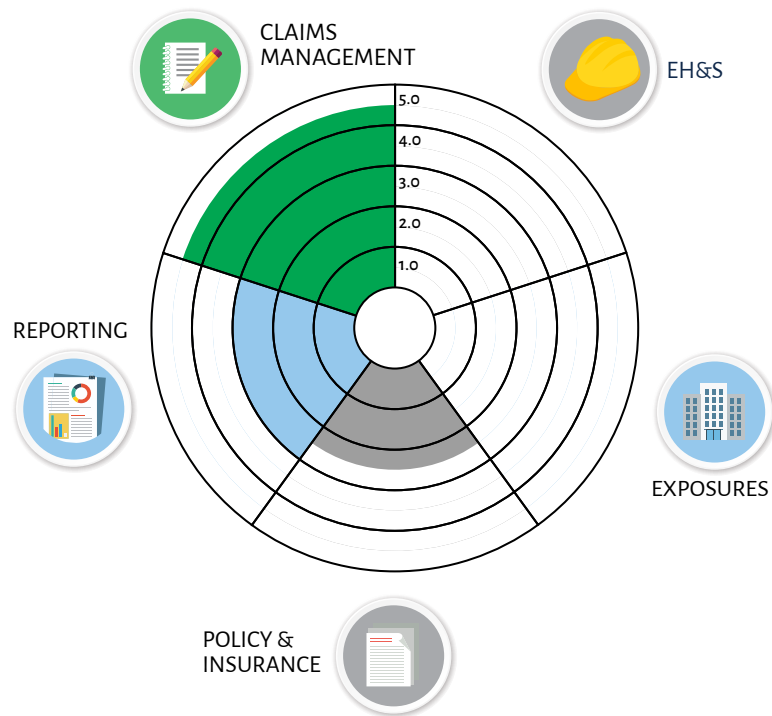 CLAIMS
MANAGEMENT
EH&S
5.0
4.0
3.0
2.0
1.0
REPORTING
EXPOSURES
POLICY &
INSURANCE